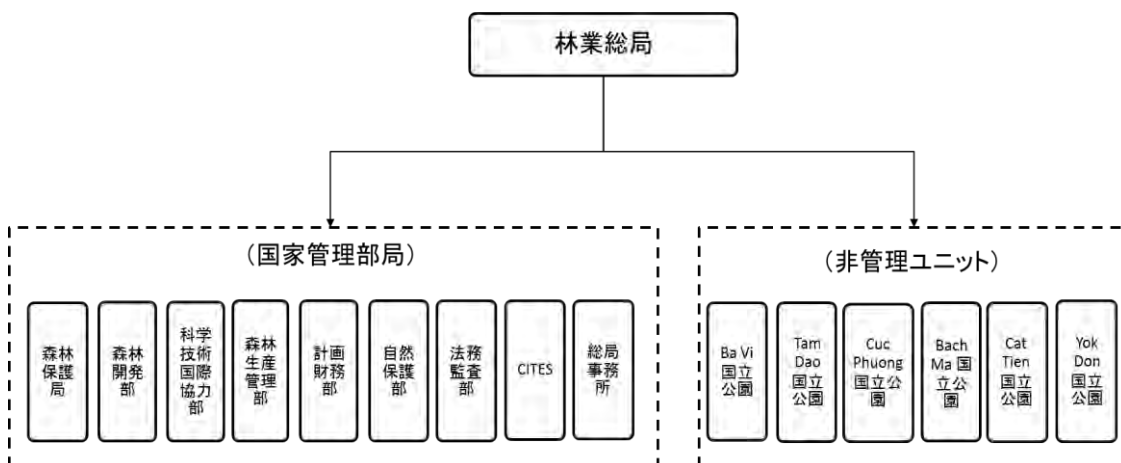 林業総局
（国家管理部局）
（非管理ユニット）
森林
保護
局
森林
開発
部
科学
技術
国際
協力
部
森林
生産
管理
部
計画
財務
部
自然
保護
部
法務
監査
部
CITES
総局
事務
所
Ba Vi
国立
公園
Tam
Dao
国立
公園
Cuc
Phuong
国立公
園
Bach
Ma 国
立公
園
Cat
Tien
国立
公園
Yok
Don
国立
公園